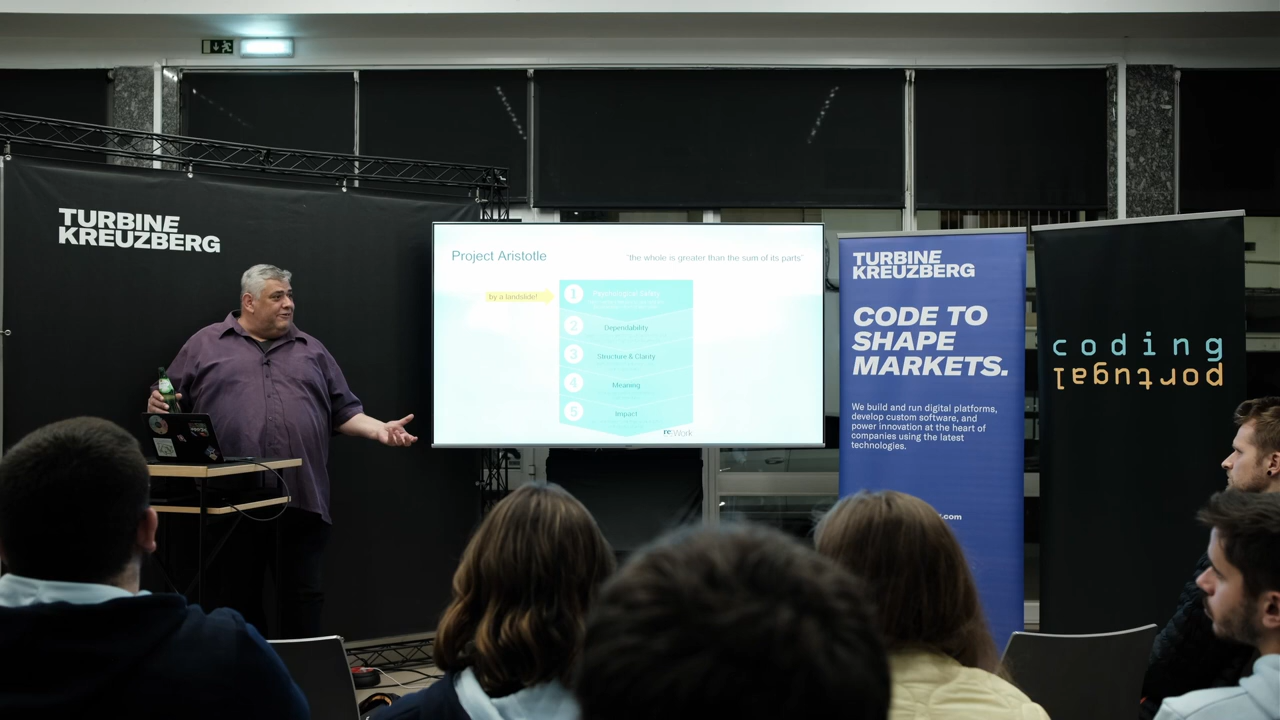 TURBINE
KREUZBERG
Project Aristotle
"the whole is greater than the sum of its parts"
by a landslide!
1
Psychological Safety
2
Dependability
3
Structure & Clarity
4
Meaning
5
Impact
re:Work
TURBINE
KREUZBERG
CODE TO
SHAPE
MARKETS.
We build and run digital platforms,
develop custom software, and
power innovation at the heart of
companies using the latest
technologies.
.com
coding
portugal